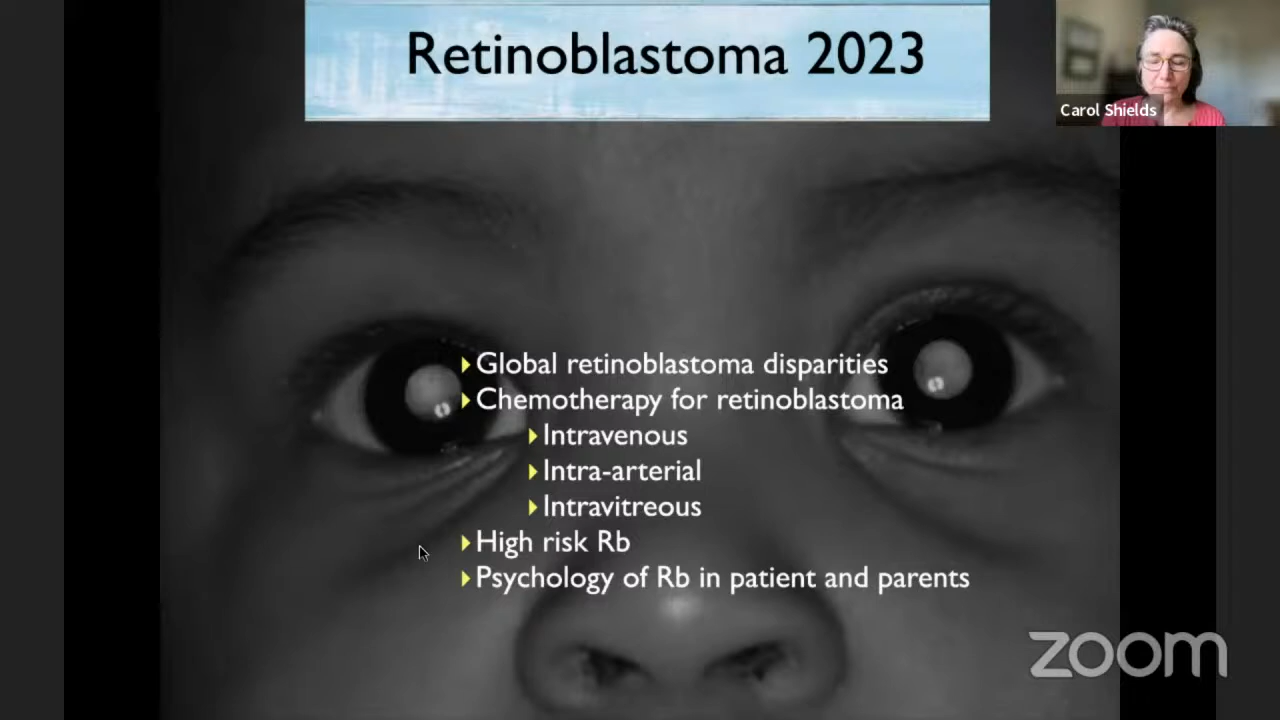 Retinoblastoma 2023
Carol Shields
Global retinoblastoma disparities
Chemotherapy for retinoblastoma
Intravenous
Intra-arterial
Intravitreous
High risk Rb
Psychology of Rb in patient and parents
zoom